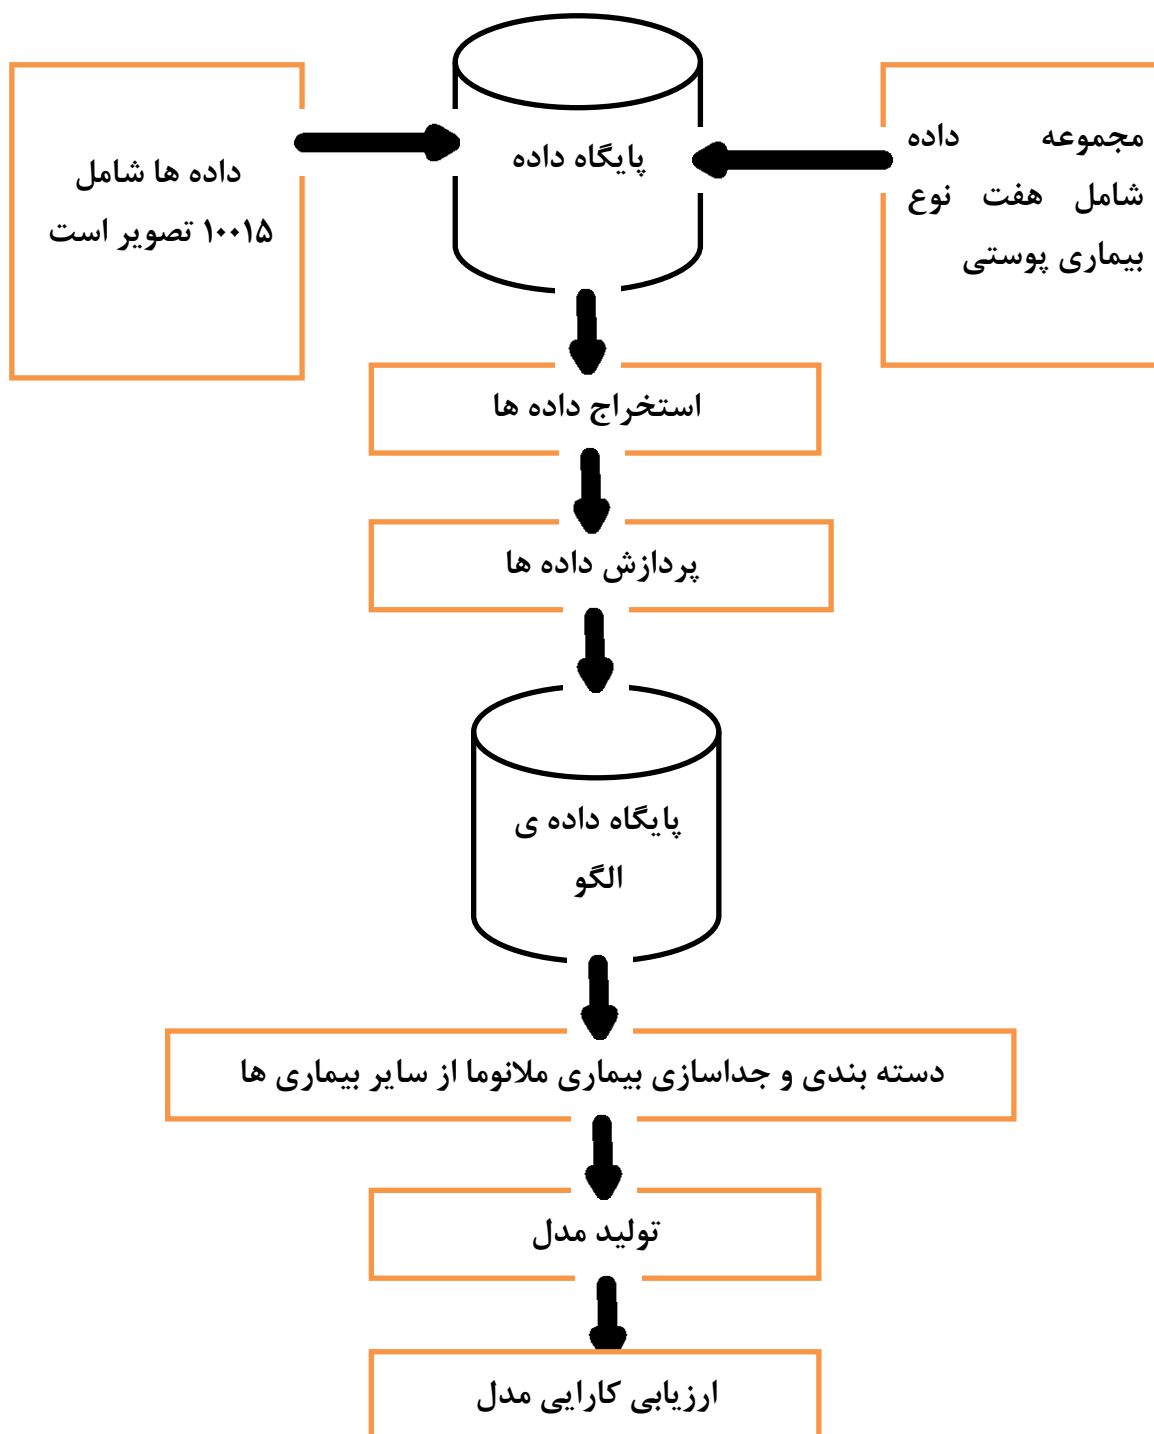 مجموعه داده
شامل هفت نوع
بیماری پوستی
پایگاه داده
داده ها شامل
۱۰۰۱۵ تصویر است
استخراج داده ها
پردازش داده ها
پایگاه داده ی
الگو
دسته بندی و جداسازی بیماری ملانوما از سایر بیماری ها
تولید مدل
ارزیابی کارایی مدل